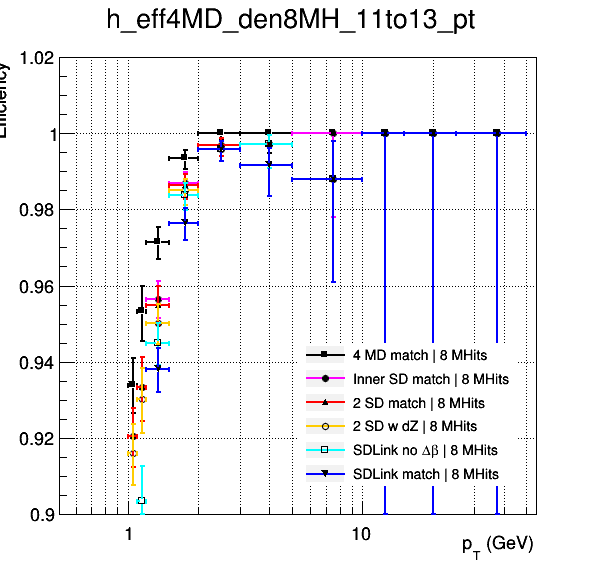 h_eff4MD_den8MH_11to13_pt
Efficiency
1.02
1
0.98
0.96
0.94
0.92
0.9
4 MD match | 8 MHits
Inner SD match | 8 MHits
2 SD match | 8 MHits
2 SD w dZ | 8 MHits
SDLink no Δβ | 8 MHits
SDLink match | 8 MHits
1
10
p_T (GeV)